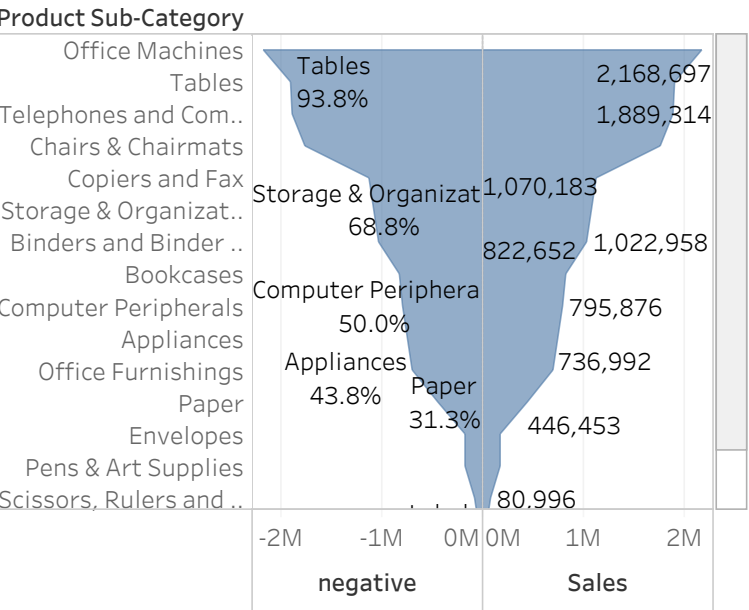 Product Sub-Category
Office Machines
Tables
Telephones and Com..
Chairs & Chairmats
Copiers and Fax
Storage & Organizat..
Binders and Binder ..
Bookcases
Computer Peripherals
Appliances
Office Furnishings
Paper
Envelopes
Pens & Art Supplies
Scissors, Rulers and ..
Tables
93.8%
Storage & Organizat
68.8%
Computer Periphera
50.0%
Appliances
43.8%
Paper
31.3%
2,168,697
1,889,314
1,070,183
822,652
1,022,958
795,876
736,992
446,453
80,996
-2M -1M 0M
0M 1M 2M
negative
Sales